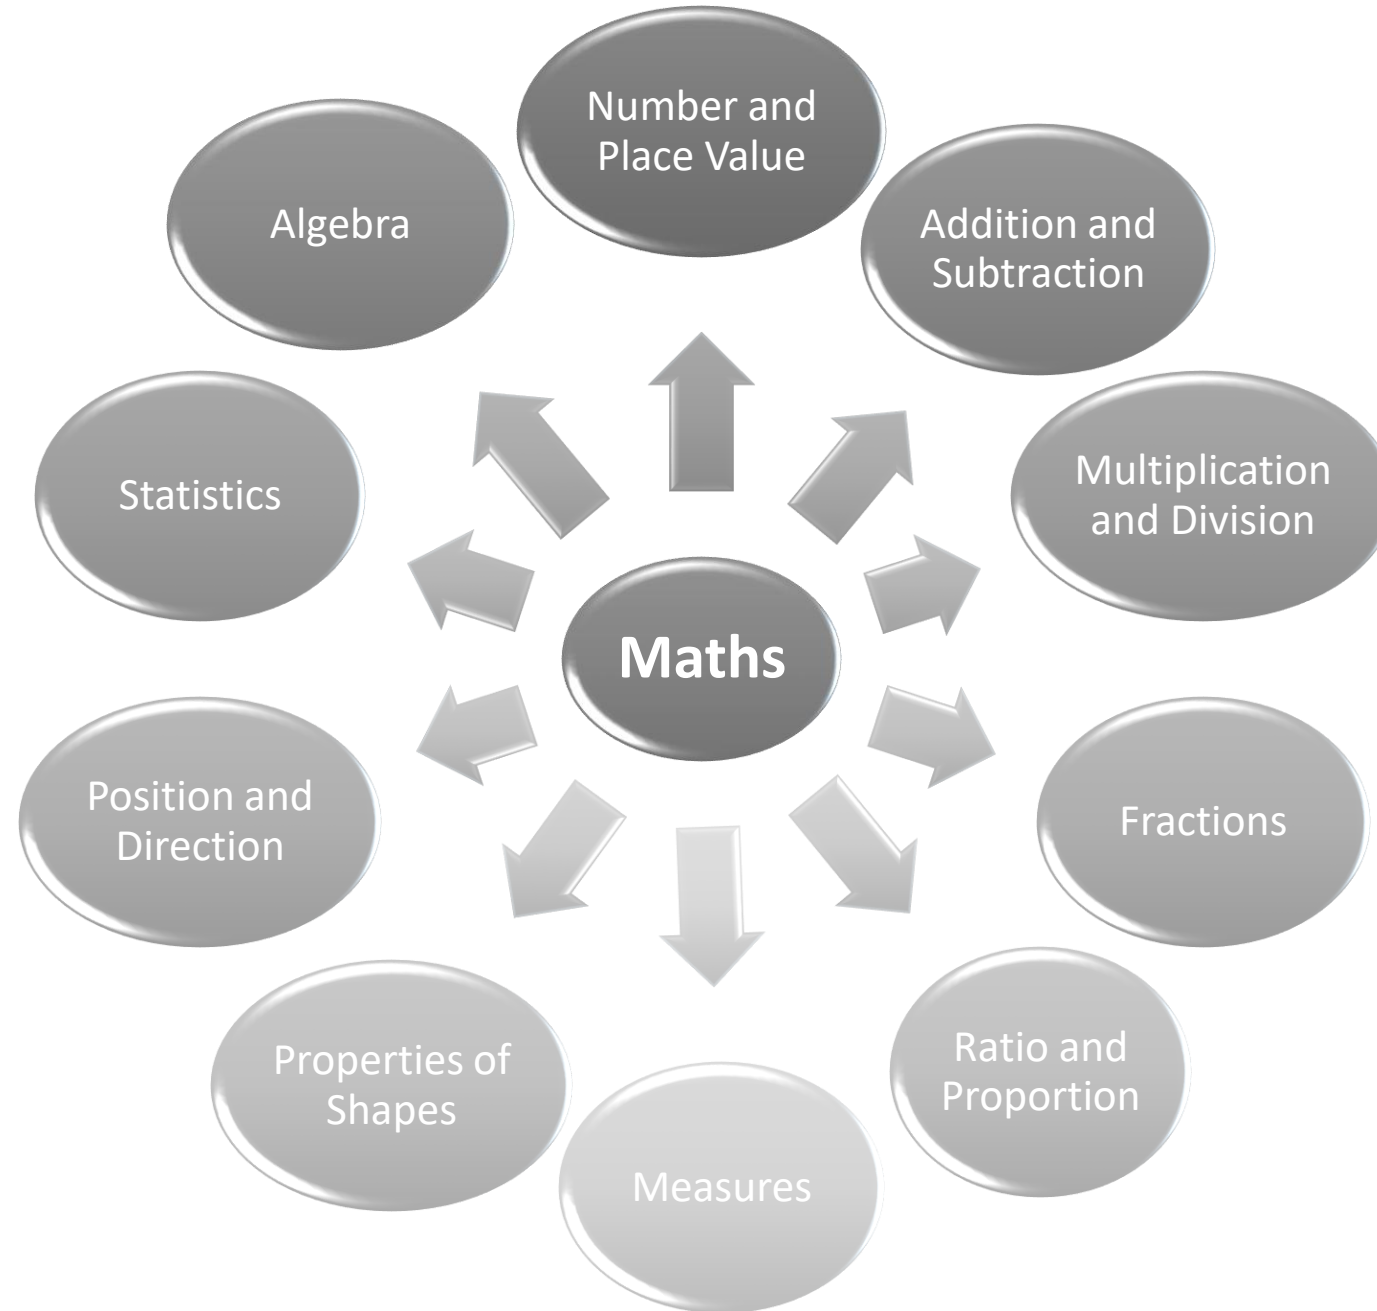 Number and
Place Value
Addition and
Subtraction
Multiplication
and Division
Fractions
Ratio and
Proportion
Measures
Properties of
Shapes
Position and
Direction
Statistics
Algebra
Maths